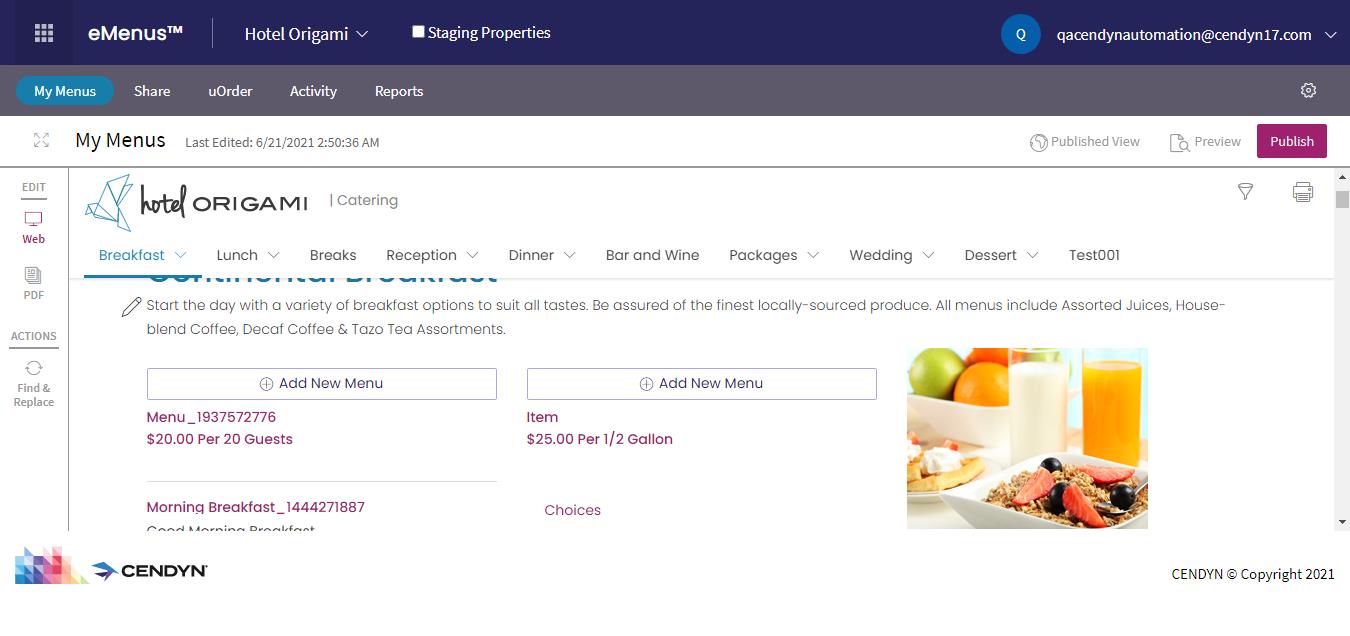 eMenus™
Hotel Origami
Staging Properties
Q
qacendynautomation@cendyn17.com
My Menus
Share
uOrder
Activity
Reports
My Menus
Last Edited: 6/21/2021 2:50:36 AM
Published View
Preview
Publish
EDIT
Web
PDF
ACTIONS
Find &
Replace
hotel ORIGAMI
| Catering
Breakfast
Lunch
Breaks
Reception
Dinner
Bar and Wine
Packages
Wedding
Dessert
Test001
Continental Breakfast
Start the day with a variety of breakfast options to suit all tastes. Be assured of the finest locally-sourced produce. All menus include Assorted Juices, House-
blend Coffee, Decaf Coffee & Tazo Tea Assortments.
Add New Menu
Menu_1937572776
$20.00 Per 20 Guests
Morning Breakfast_1444271887
Good Morning Breakfast
Add New Menu
Item
$25.00 Per 1/2 Gallon
Choices
CENDYN
CENDYN © Copyright 2021